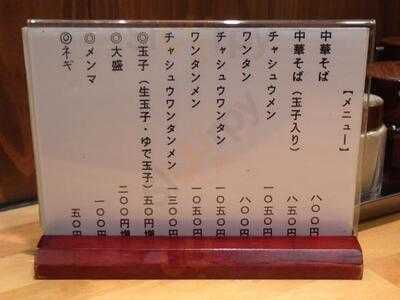 【メニュー】
中華そば 八〇〇円
中華そば（玉子入り） 八五〇円
チャシュウメン 一〇五〇円
ワンタン 八〇〇円
チャシュウワンタン 一〇五〇円
ワンタンメン 一〇五〇円
チャシュウワンタンメン 一三〇〇円
◎玉子（生玉子・ゆで玉子） 五〇円増
◎大盛 二〇〇円増
◎メンマ 一〇〇円
◎ネギ 五〇円